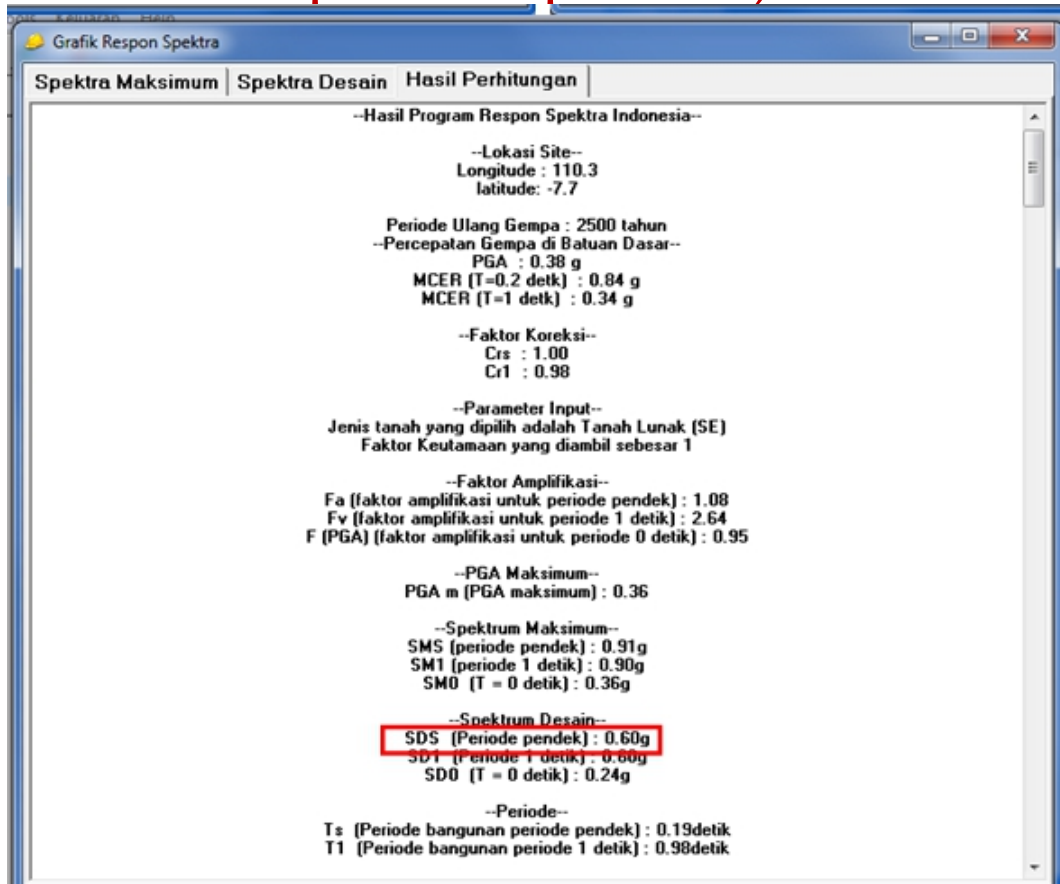 Keluaran Help
Grafik Respon Spektra
Spektra Maksimum Spektra Desain Hasil Perhitungan
--Hasil Program Respon Spektra Indonesia--
--Lokasi Site--
Longitude : 110.3
latitude: -7.7
Periode Ulang Gempa : 2500 tahun
--Percepatan Gempa di Batuan Dasar--
PGA : 0.38 g
MCER (T=0.2 detk) : 0.84 g
MCER (T=1 detk) : 0.34 g
--Faktor Koreksi--
Crs : 1.00
Cr1 : 0.98
--Parameter Input--
Jenis tanah yang dipilih adalah Tanah Lunak (SE)
Faktor Keutamaan yang diambil sebesar 1
--Faktor Amplifikasi--
Fa (faktor amplifikasi untuk periode pendek) : 1.08
Fv (faktor amplifikasi untuk periode 1 detik) : 2.64
F (PGA) (faktor amplifikasi untuk periode 0 detik) : 0.95
--PGA Maksimum--
PGA m (PGA maksimum) : 0.36
--Spektrum Maksimum--
SMS (periode pendek) : 0.91g
SM1 (periode 1 detik) : 0.90g
SM0 (T = 0 detik) : 0.36g
--Spektrum Desain--
SDS (Periode pendek) : 0.60g
SD1 (Periode 1 detik) : 0.60g
SD0 (T = 0 detik) : 0.24g
--Periode--
Ts (Periode bangunan periode pendek) : 0.19detik
T1 (Periode bangunan periode 1 detik) : 0.98detik